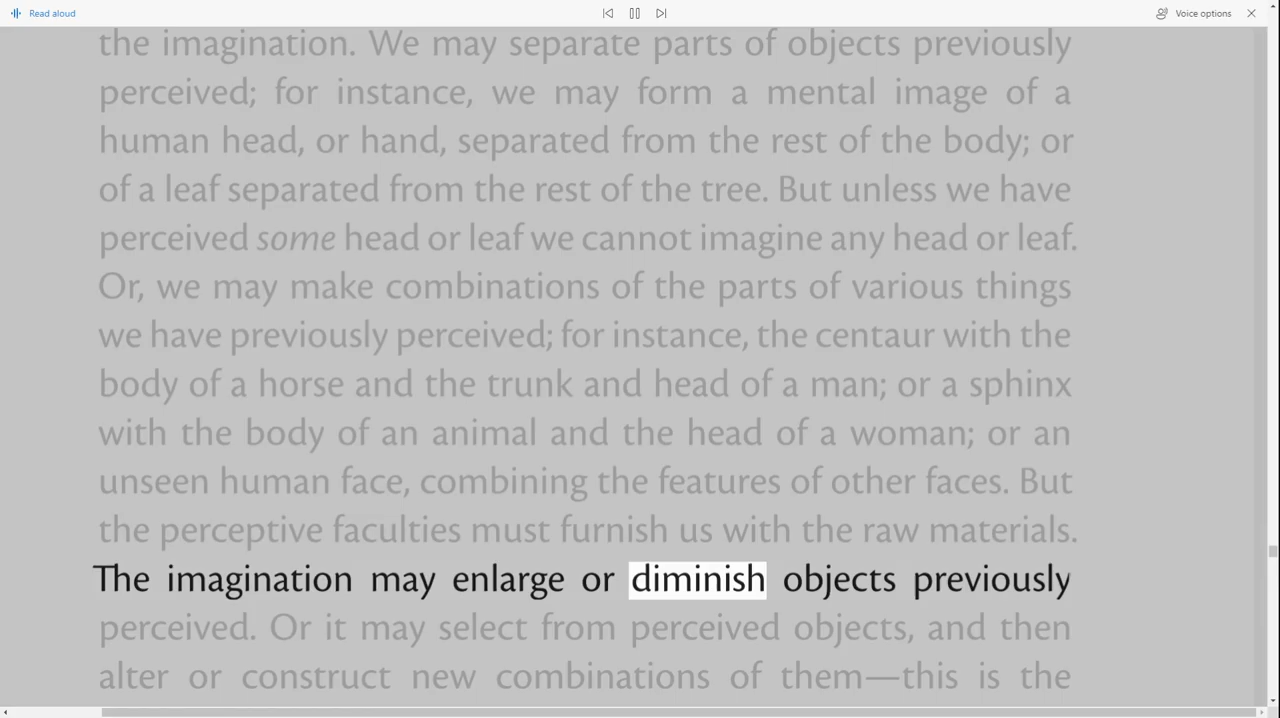 Read aloud
Voice options
the imagination. We may separate parts of objects previously
perceived; for instance, we may form a mental image of a
human head, or hand, separated from the rest of the body; or
of a leaf separated from the rest of the tree. But unless we have
perceived some head or leaf we cannot imagine any head or leaf.
Or, we may make combinations of the parts of various things
we have previously perceived; for instance, the centaur with the
body of a horse and the trunk and head of a man; or a sphinx
with the body of an animal and the head of a woman; or an
unseen human face, combining the features of other faces. But
the perceptive faculties must furnish us with the raw materials.
The imagination may enlarge or diminish objects previously
perceived. Or it may select from perceived objects, and then
alter or construct new combinations of them—this is the